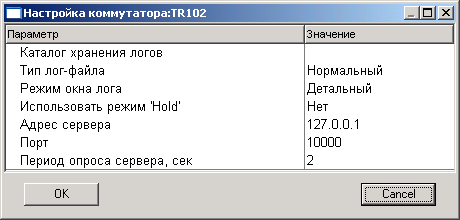 Настройка коммутатора:TR102
Параметр Значение
Каталог хранения логов
Тип лог-файла Нормальный
Режим окна лога Детальный
Использовать режим 'Hold' Нет
Адрес сервера 127.0.0.1
Порт 10000
Период опроса сервера, сек 2
OK Cancel